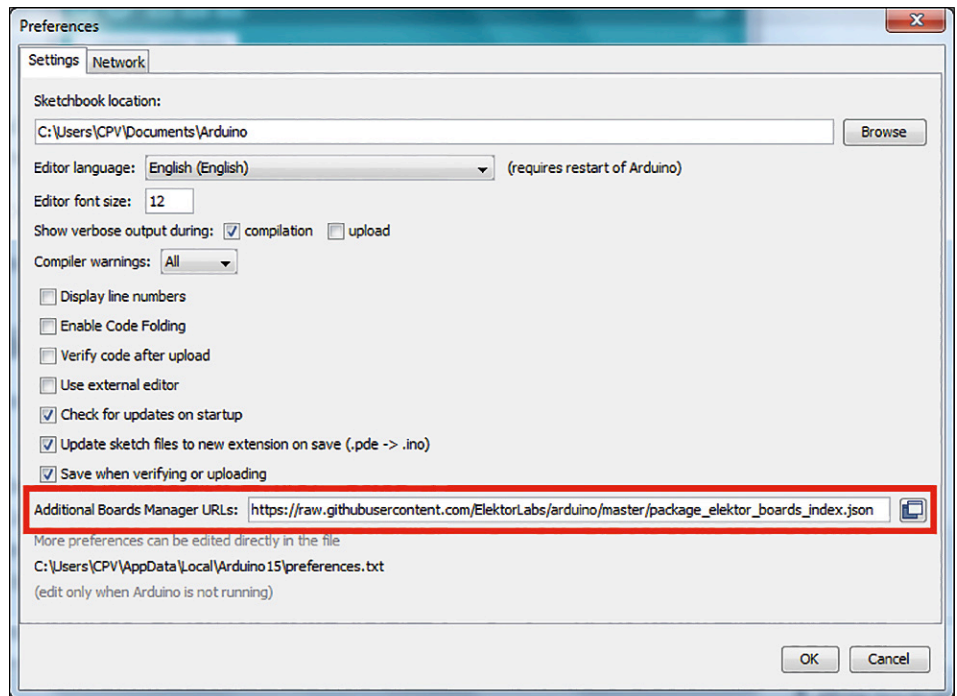 Preferences
Settings Network
Sketchbook location:
C:\Users\CPV\Documents\Arduino Browse
Editor language: English (English) (requires restart of Arduino)
Editor font size: 12
Show verbose output during: compilation upload
Compiler warnings: All
Display line numbers
Enable Code Folding
Verify code after upload
Use external editor
Check for updates on startup
Update sketch files to new extension on save (.pde -> .ino)
Save when verifying or uploading
Additional Boards Manager URLs: https://raw.githubusercontent.com/ElektorLabs/arduino/master/package_elektor_boards_index.json
More preferences can be edited directly in the file
C:\Users\CPV\AppData\Local\Arduino15\preferences.txt
(edit only when Arduino is not running)
OK Cancel